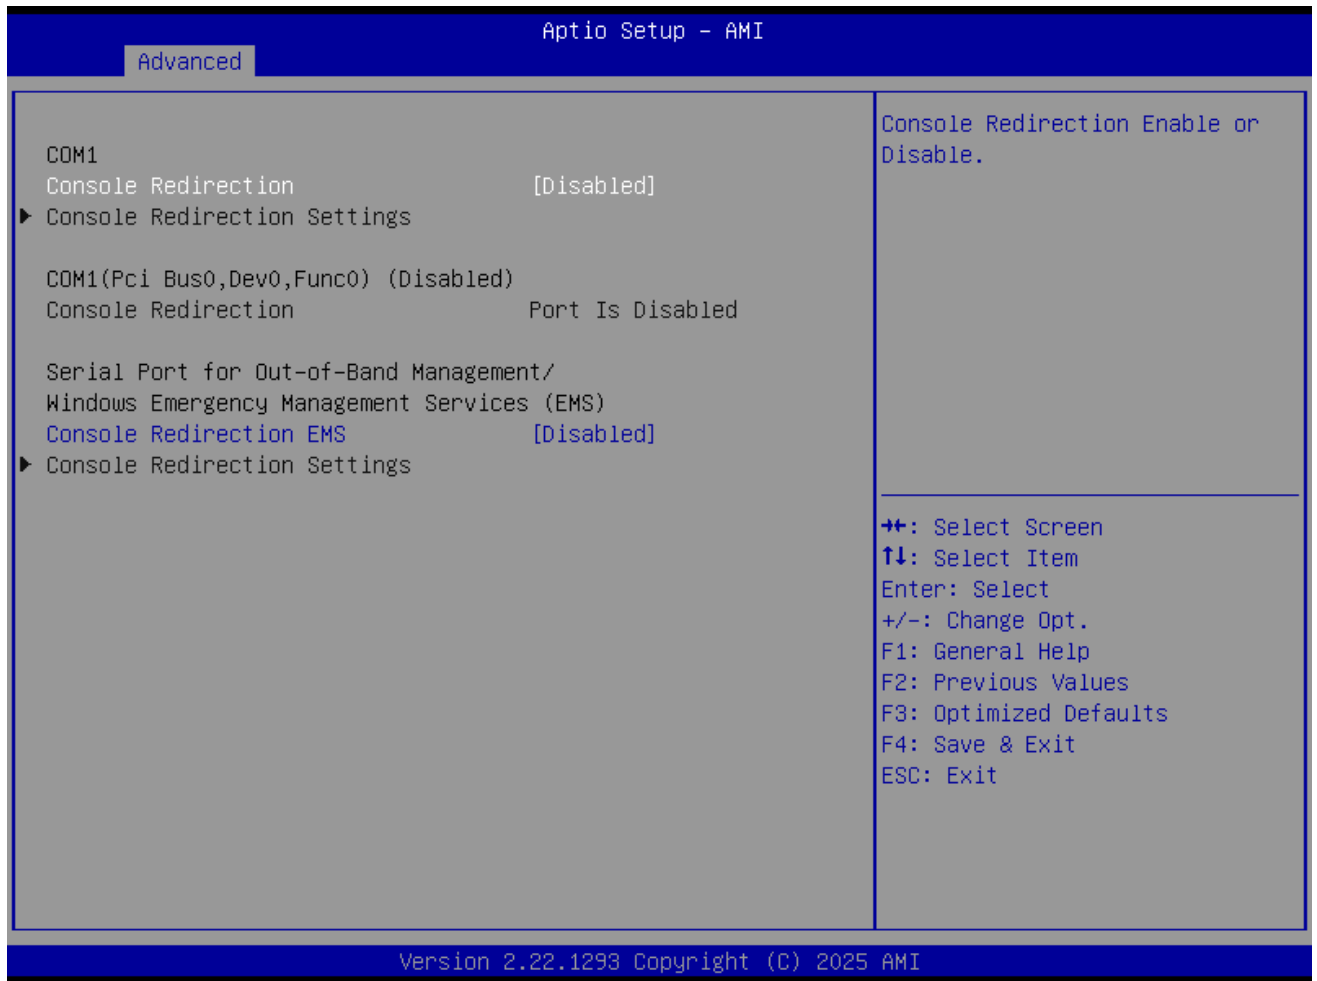 Aptio Setup - AMI
Advanced
COM1
Console Redirection [Disabled]
Console Redirection Settings
COM1(Pci Bus0,Dev0,Func0) (Disabled)
Console Redirection Port Is Disabled
Serial Port for Out-of-Band Management/
Windows Emergency Management Services (EMS)
Console Redirection EMS [Disabled]
Console Redirection Settings
Console Redirection Enable or
Disable.
→←: Select Screen
↑↓: Select Item
Enter: Select
+/-: Change Opt.
F1: General Help
F2: Previous Values
F3: Optimized Defaults
F4: Save & Exit
ESC: Exit
Version 2.22.1293 Copyright (C) 2025 AMI